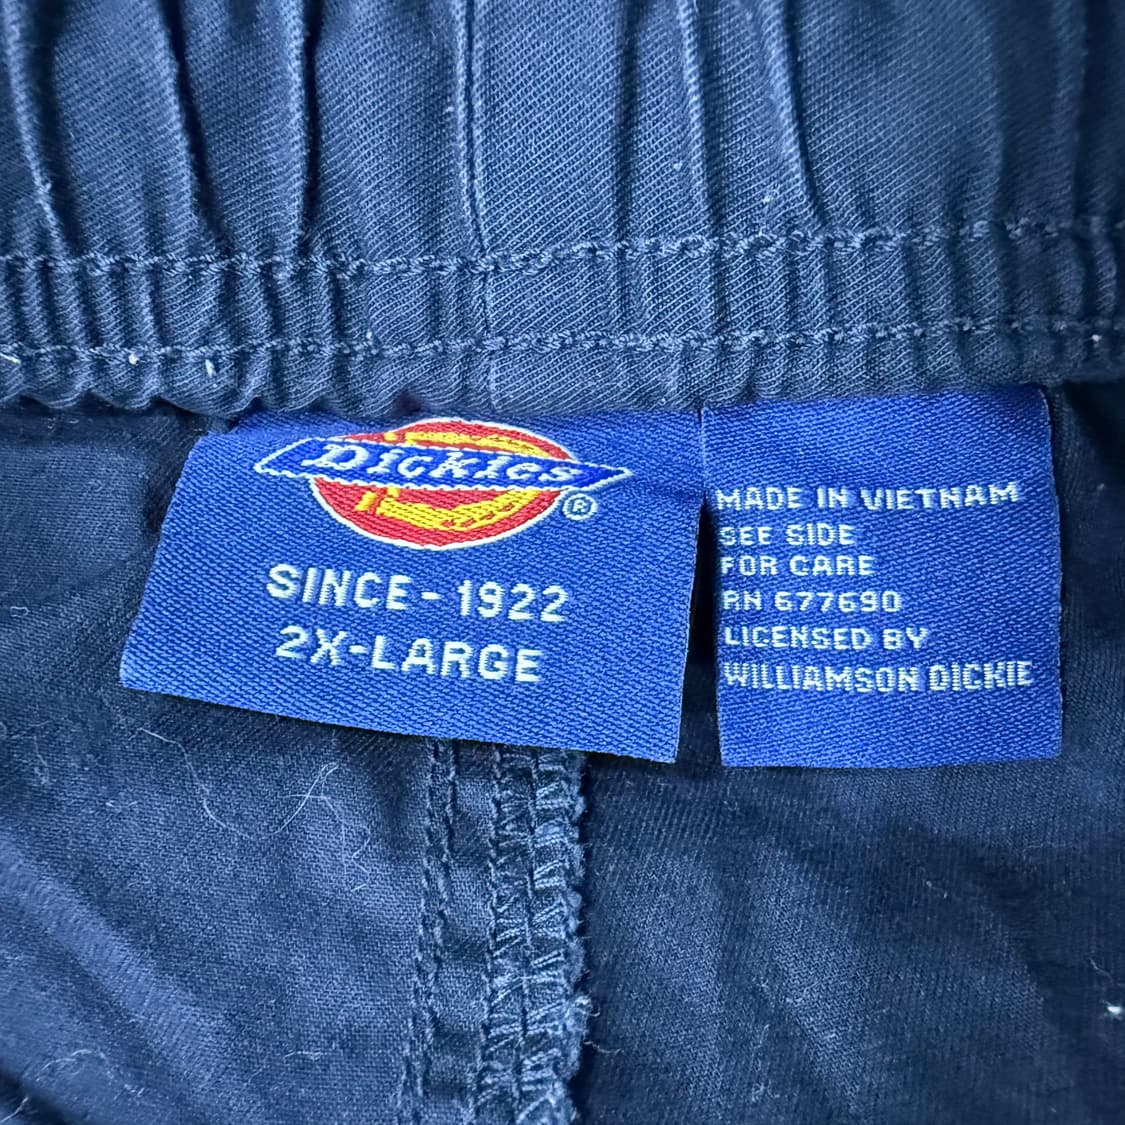 Dickies®
SINCE-1922
2X-LARGE
MADE IN VIETNAM
SEE SIDE
FOR CARE
RN 677690
LICENSED BY
WILLIAMSON DICKIE